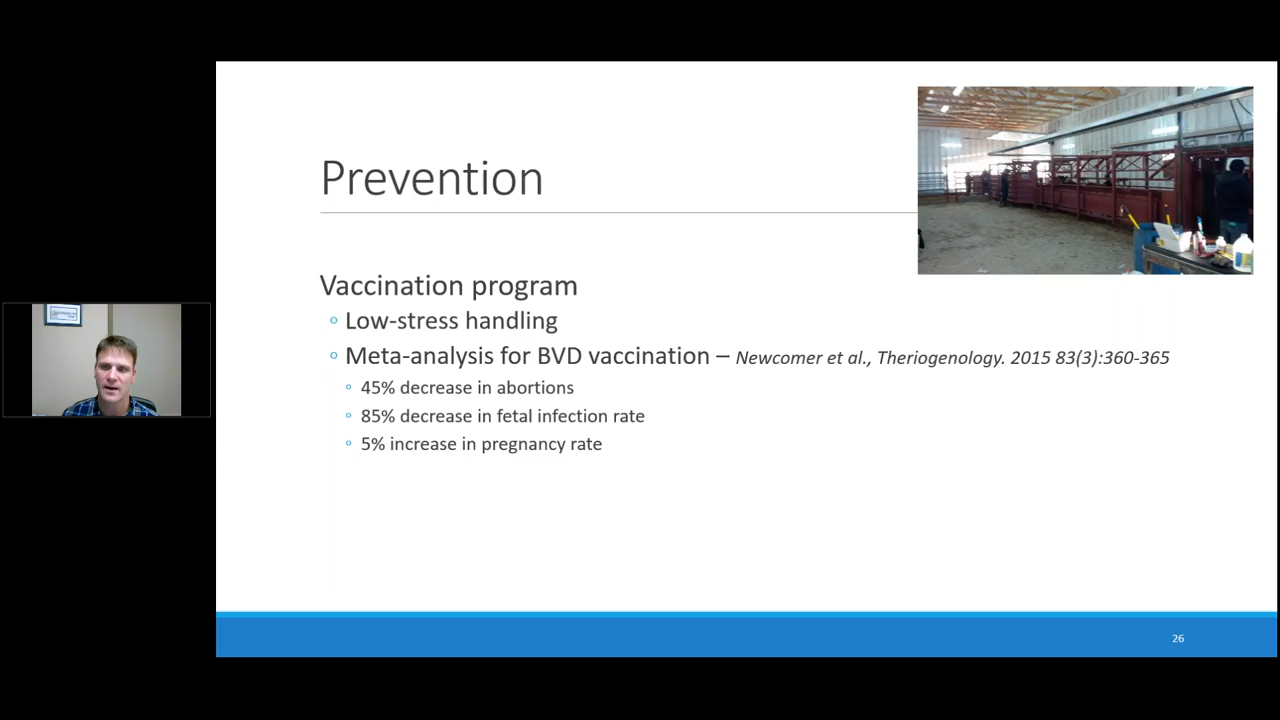 Prevention
Vaccination program
Low-stress handling
Meta-analysis for BVD vaccination – Newcomer et al., Theriogenology. 2015 83(3):360-365
45% decrease in abortions
85% decrease in fetal infection rate
5% increase in pregnancy rate
26